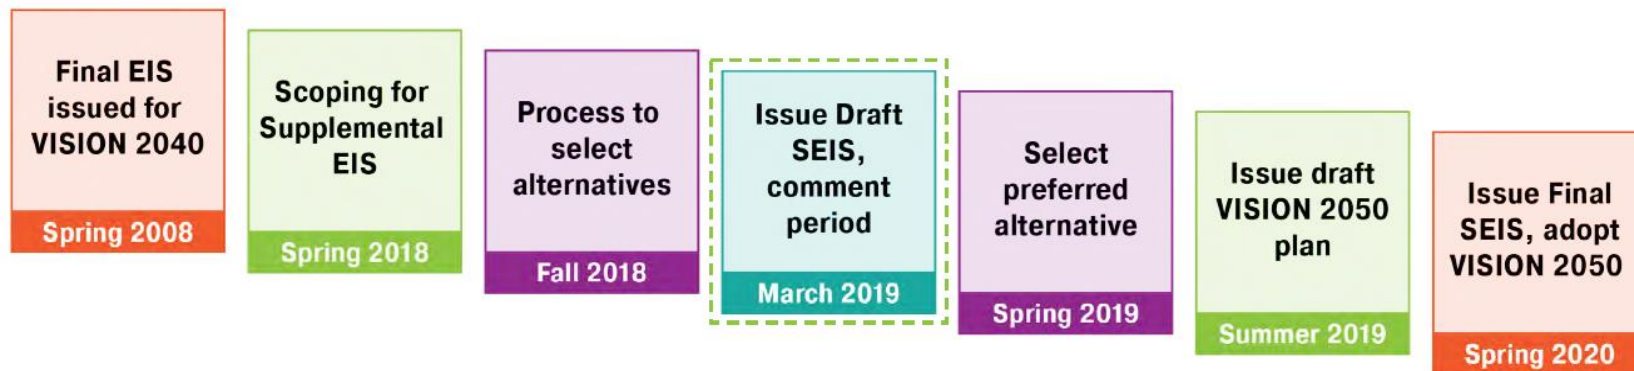 Final EIS
issued for
VISION 2040
Spring 2008
Scoping for
Supplemental
EIS
Spring 2018
Process to
select
alternatives
Fall 2018
Issue Draft
SEIS,
comment
period
March 2019
Select
preferred
alternative
Spring 2019
Issue draft
VISION 2050
plan
Summer 2019
Issue Final
SEIS, adopt
VISION 2050
Spring 2020